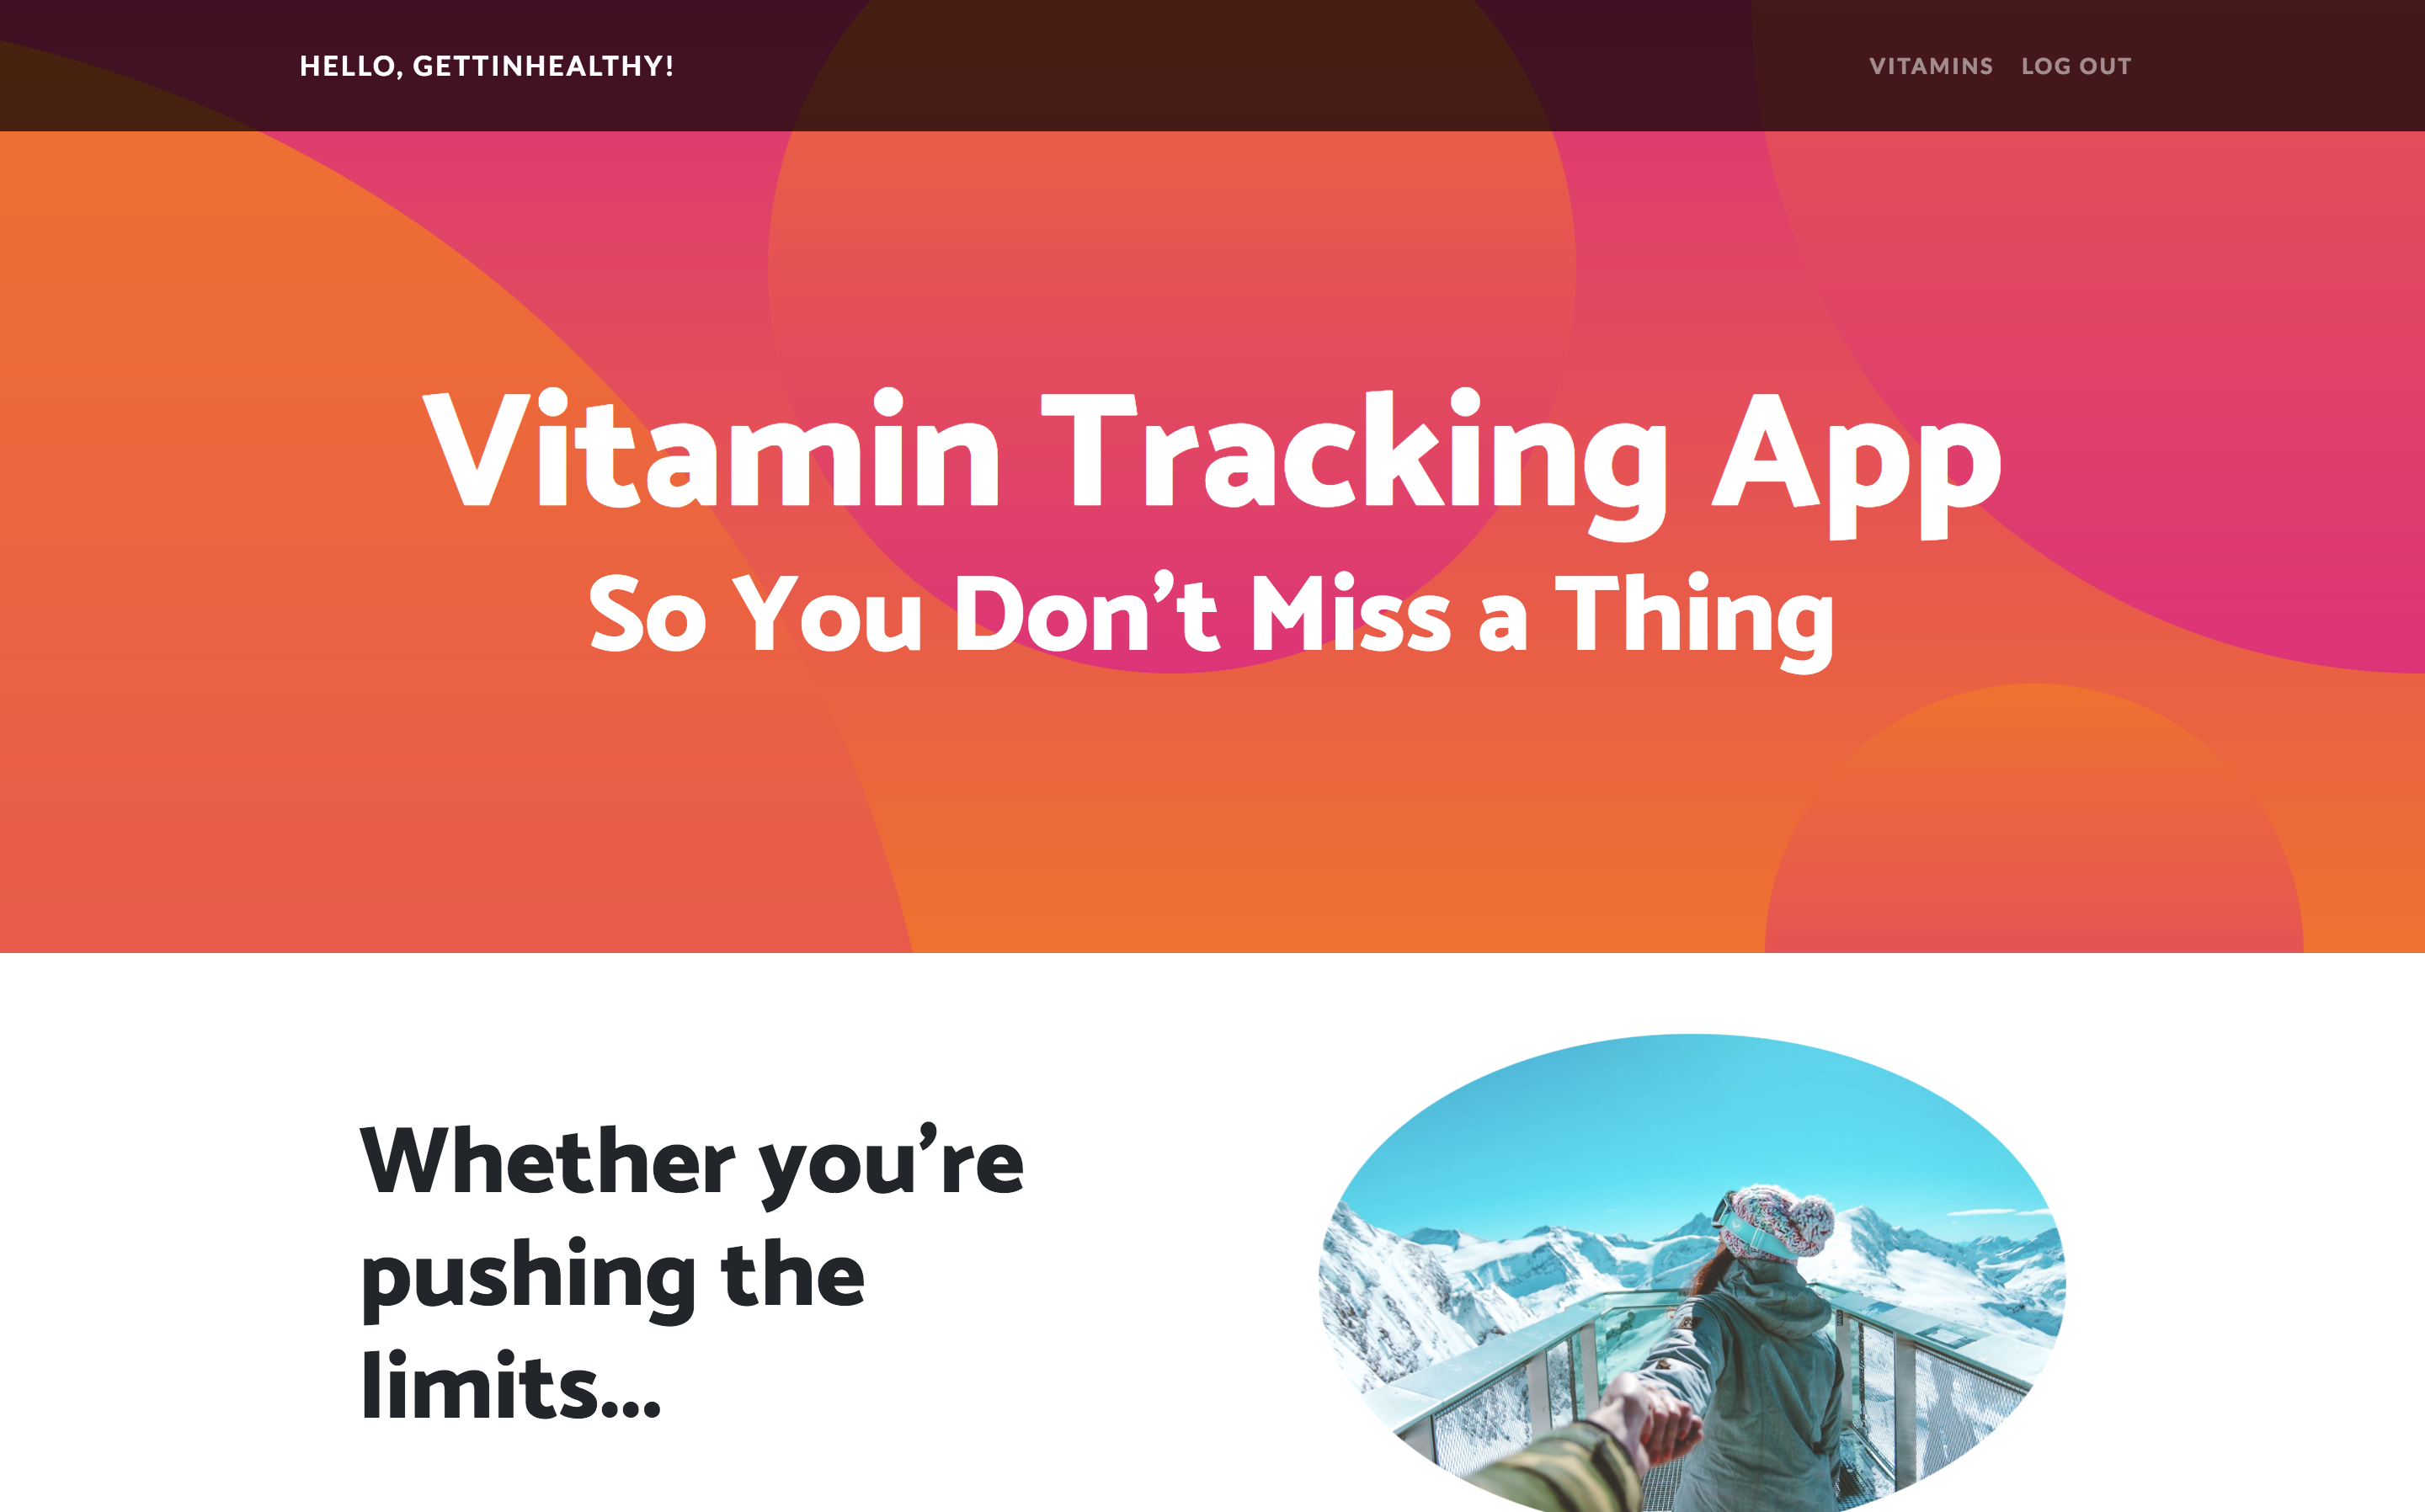 HELLO, GETTINHEALTHY!
VITAMINS LOG OUT
Vitamin Tracking App
So You Don’t Miss a Thing
Whether you’re
pushing the
limits...